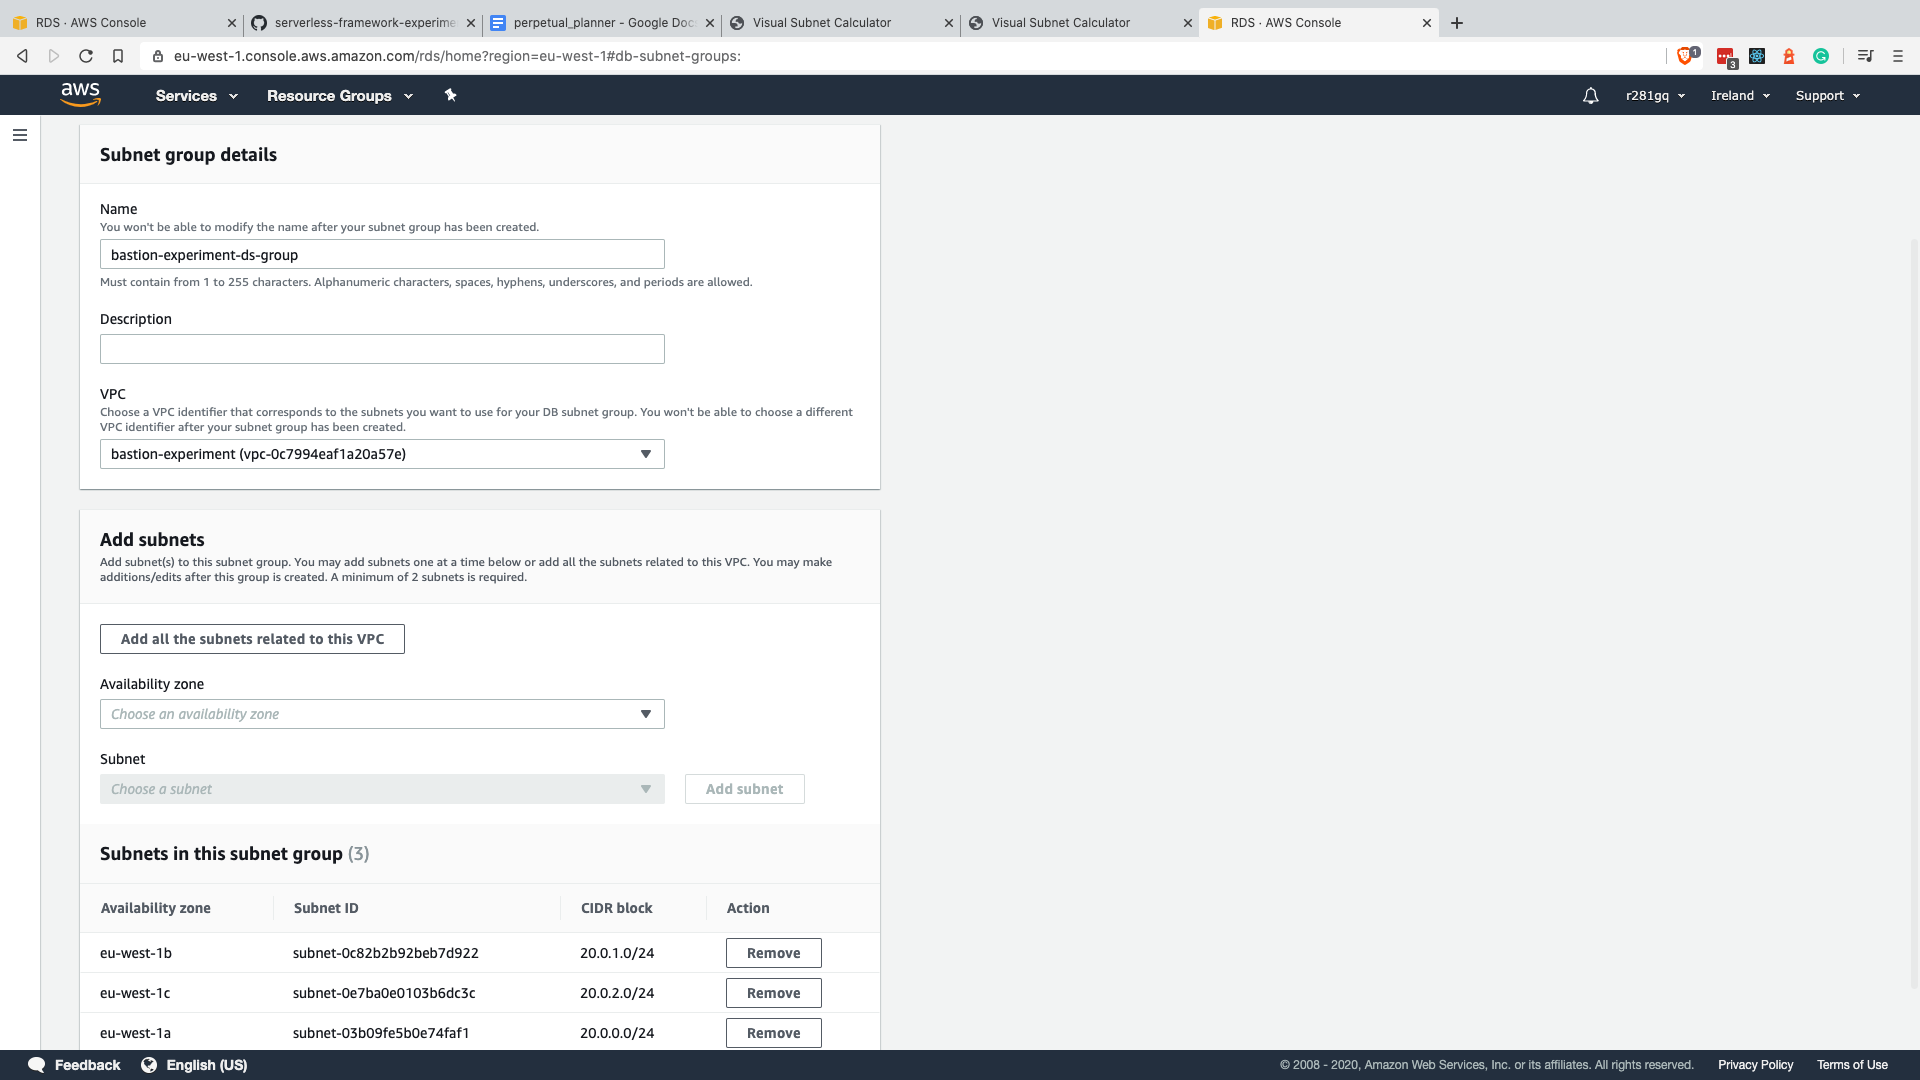 RDS · AWS Console
serverless-framework-experime
perpetual_planner - Google Doc
Visual Subnet Calculator
Visual Subnet Calculator
RDS · AWS Console
eu-west-1.console.aws.amazon.com/rds/home?region=eu-west-1#db-subnet-groups:
1
3
aws
Services
Resource Groups
r281gq
Ireland
Support
Subnet group details
Name
You won't be able to modify the name after your subnet group has been created.
bastion-experiment-ds-group
Must contain from 1 to 255 characters. Alphanumeric characters, spaces, hyphens, underscores, and periods are allowed.
Description
VPC
Choose a VPC identifier that corresponds to the subnets you want to use for your DB subnet group. You won't be able to choose a different
VPC identifier after your subnet group has been created.
bastion-experiment (vpc-0c7994eaf1a20a57e)
Add subnets
Add subnet(s) to this subnet group. You may add subnets one at a time below or add all the subnets related to this VPC. You may make
additions/edits after this group is created. A minimum of 2 subnets is required.
Add all the subnets related to this VPC
Availability zone
Choose an availability zone
Subnet
Choose a subnet
Add subnet
Subnets in this subnet group (3)
Availability zone Subnet ID CIDR block Action
eu-west-1b subnet-0c82b2b92beb7d922 20.0.1.0/24 Remove
eu-west-1c subnet-0e7ba0e0103b6dc3c 20.0.2.0/24 Remove
eu-west-1a subnet-03b09fe5b0e74faf1 20.0.0.0/24 Remove
Feedback English (US)
© 2008 - 2020, Amazon Web Services, Inc. or its affiliates. All rights reserved. Privacy Policy Terms of Use